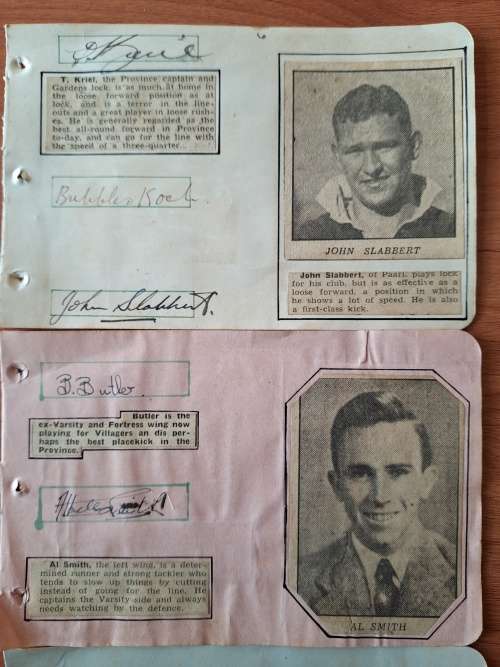 T. Kriel
T. Kriel, the Province captain and
Gardens lock, is as much at home in
the loose forward position as at
lock, and is a terror in the line-
outs and a great player in loose rush-
es. He is generally regarded as the
best all-round forward in Province
to-day, and can go for the line with
the speed of a three-quarter.
Bubbles Koch.
John Slabbert.
JOHN SLABBERT
John Slabbert, of Paarl, plays lock
for his club, but is as effective as a
loose forward, a position in which
he shows a lot of speed. He is also
a first-class kick.
B. Butler.
Butler is the
ex-Varsity and Fortress wing now
playing for Villagers an dis per-
haps the best placekick in the
Province.
Al Smith, the left wing, is a deter-
mined runner and strong tackler who
tends to slow up things by cutting
instead of going for the line. He
captains the Varsity side and always
needs watching by the defence.
AL SMITH